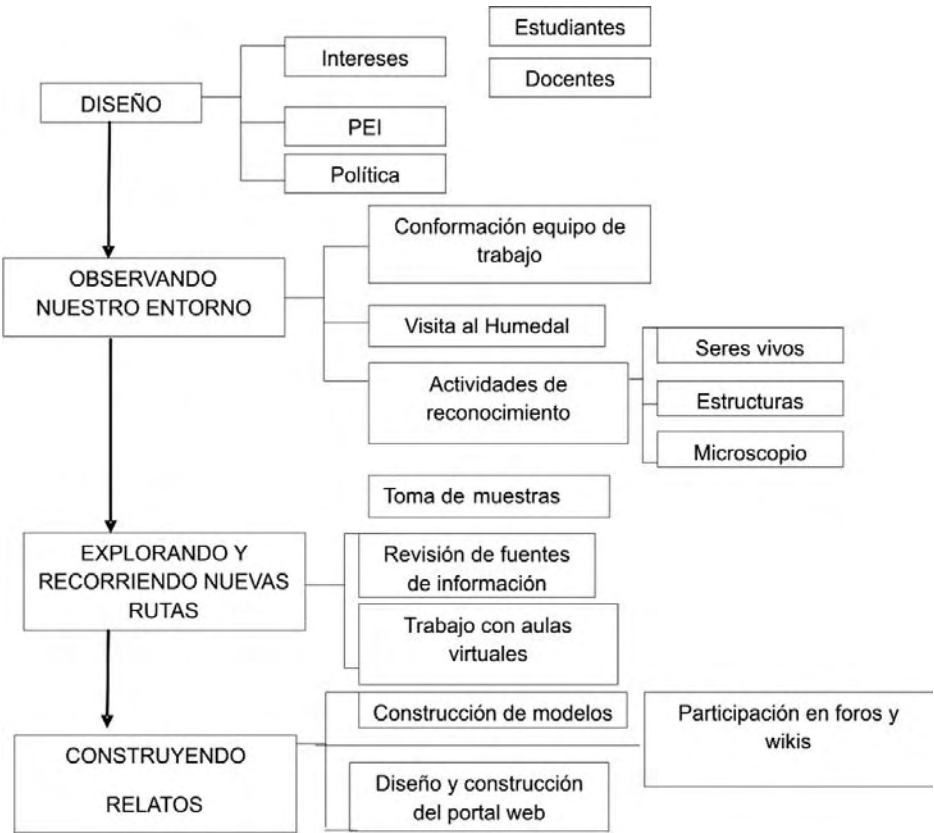 Estudiantes
Intereses
Docentes
DISEÑO
PEI
Política
Conformación equipo de
trabajo
OBSERVANDO
NUESTRO ENTORNO
Visita al Humedal
Seres vivos
Actividades de
reconocimiento
Estructuras
Microscopio
Toma de muestras
EXPLORANDO Y
RECORRIENDO NUEVAS
RUTAS
Revisión de fuentes
de información
Trabajo con aulas
virtuales
Construcción de modelos
Participación en foros y
wikis
CONSTRUYENDO
RELATOS
Diseño y construcción
del portal web